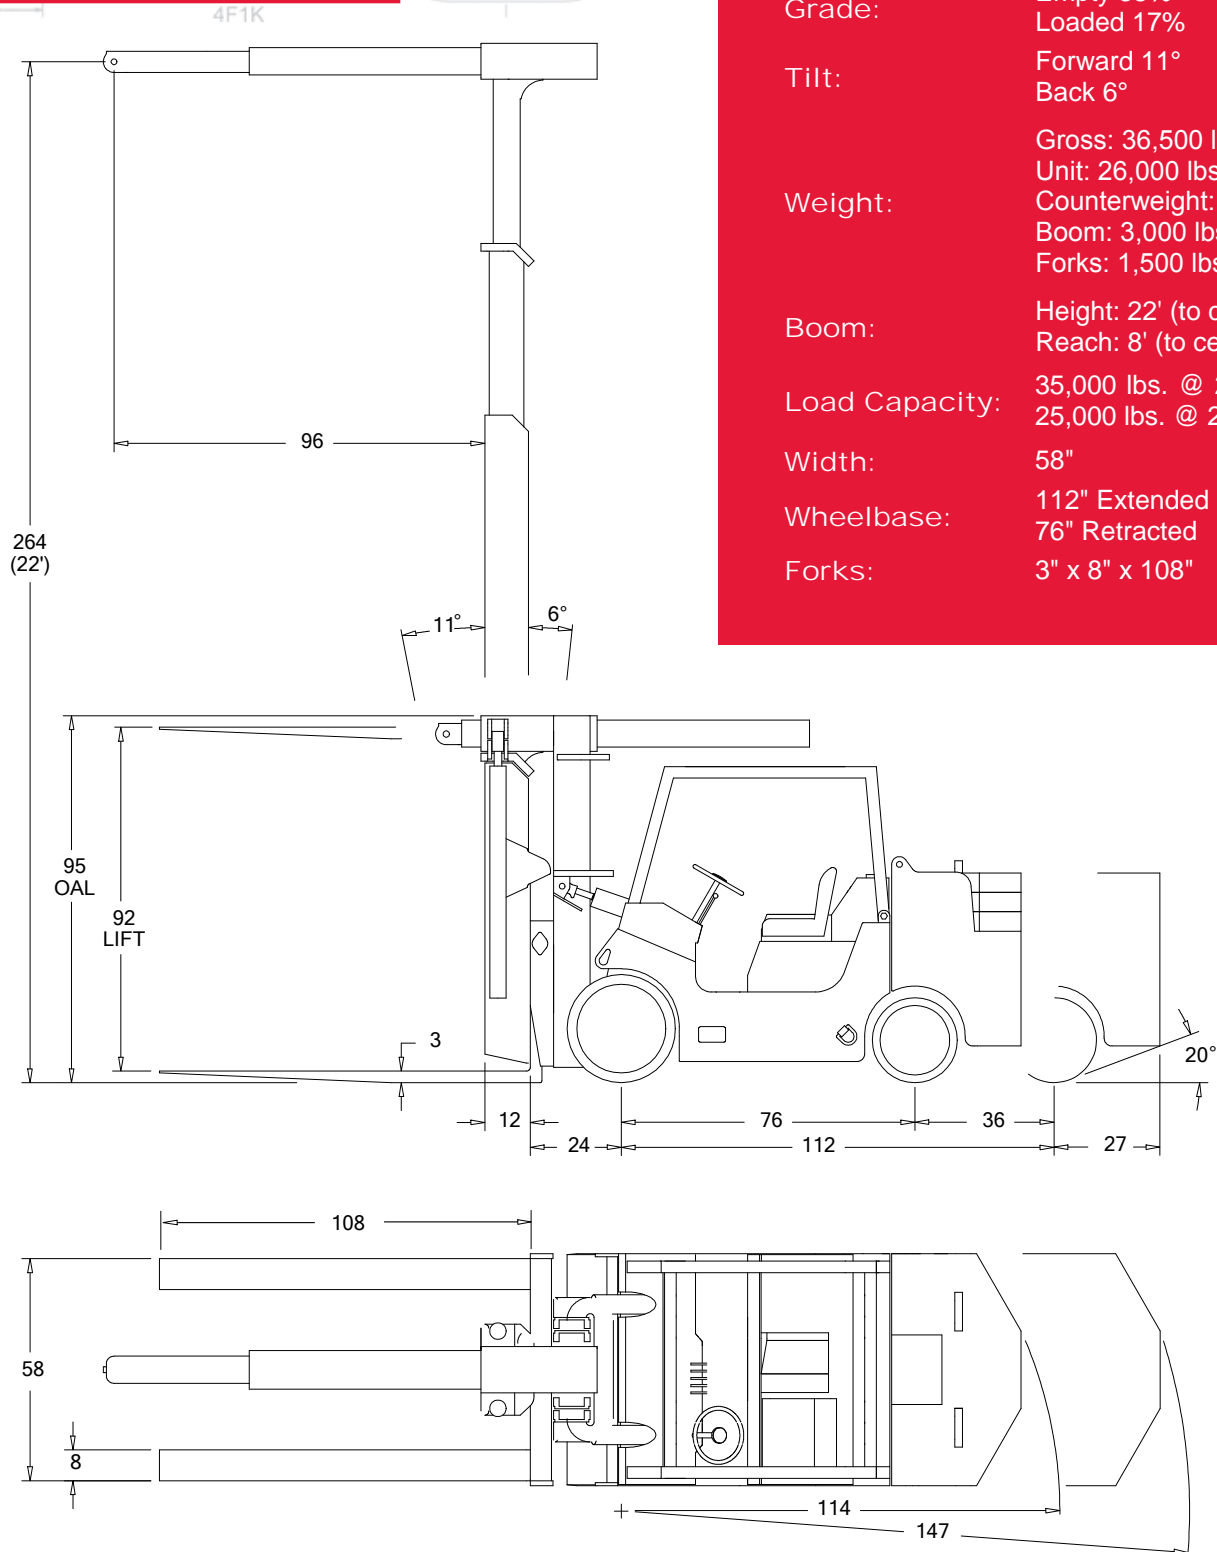 4F1K
Grade:
Loaded 17%
Tilt:
Forward 11°
Back 6°
Weight:
Gross: 36,500
Unit: 26,000 lbs
Counterweight:
Boom: 3,000
Forks: 1,500
Boom:
Height: 22' (to
Reach: 8' (to
Load Capacity:
35,000 lbs. @
25,000 lbs. @
Width:
58"
Wheelbase:
112" Extended
76" Retracted
Forks:
3" x 8" x 108"
96
264
(22')
11°
6°
95
OAL
92
LIFT
3
20°
12
76
36
24
112
27
108
58
8
114
147